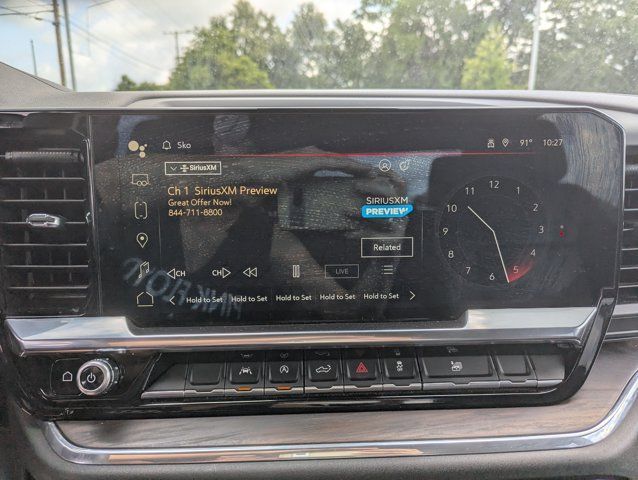 Sko
91° 10:27
SiriusXM
Ch 1 SiriusXM Preview
Great Offer Now!
844-711-8800
SIRIUSXM
PREVIEW
Related
CH CH LIVE
Hold to Set Hold to Set Hold to Set Hold to Set Hold to Set
12
11 1
10 2
9 3
8 4
7 5
6